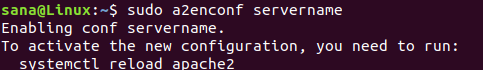 sana@Linux:~$ sudo a2enconf servername
Enabling conf servername.
To activate the new configuration, you need to run:
  systemctl reload apache2